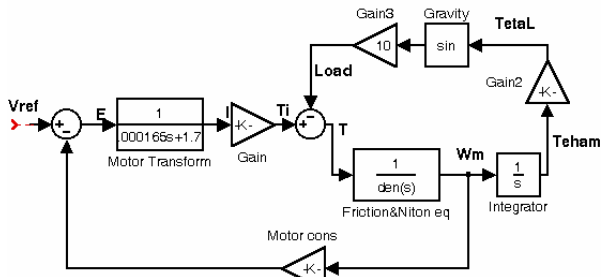 Gain3 Gravity
10 sin TetaL
Load
-K- Gain2
Vref E 1 I Ti
.000165s+1.7 -K- T
Motor Transform Gain
Teham
1 Wm 1
den(s) s
Friction&Niton eq Integrator
Motor cons
-K-